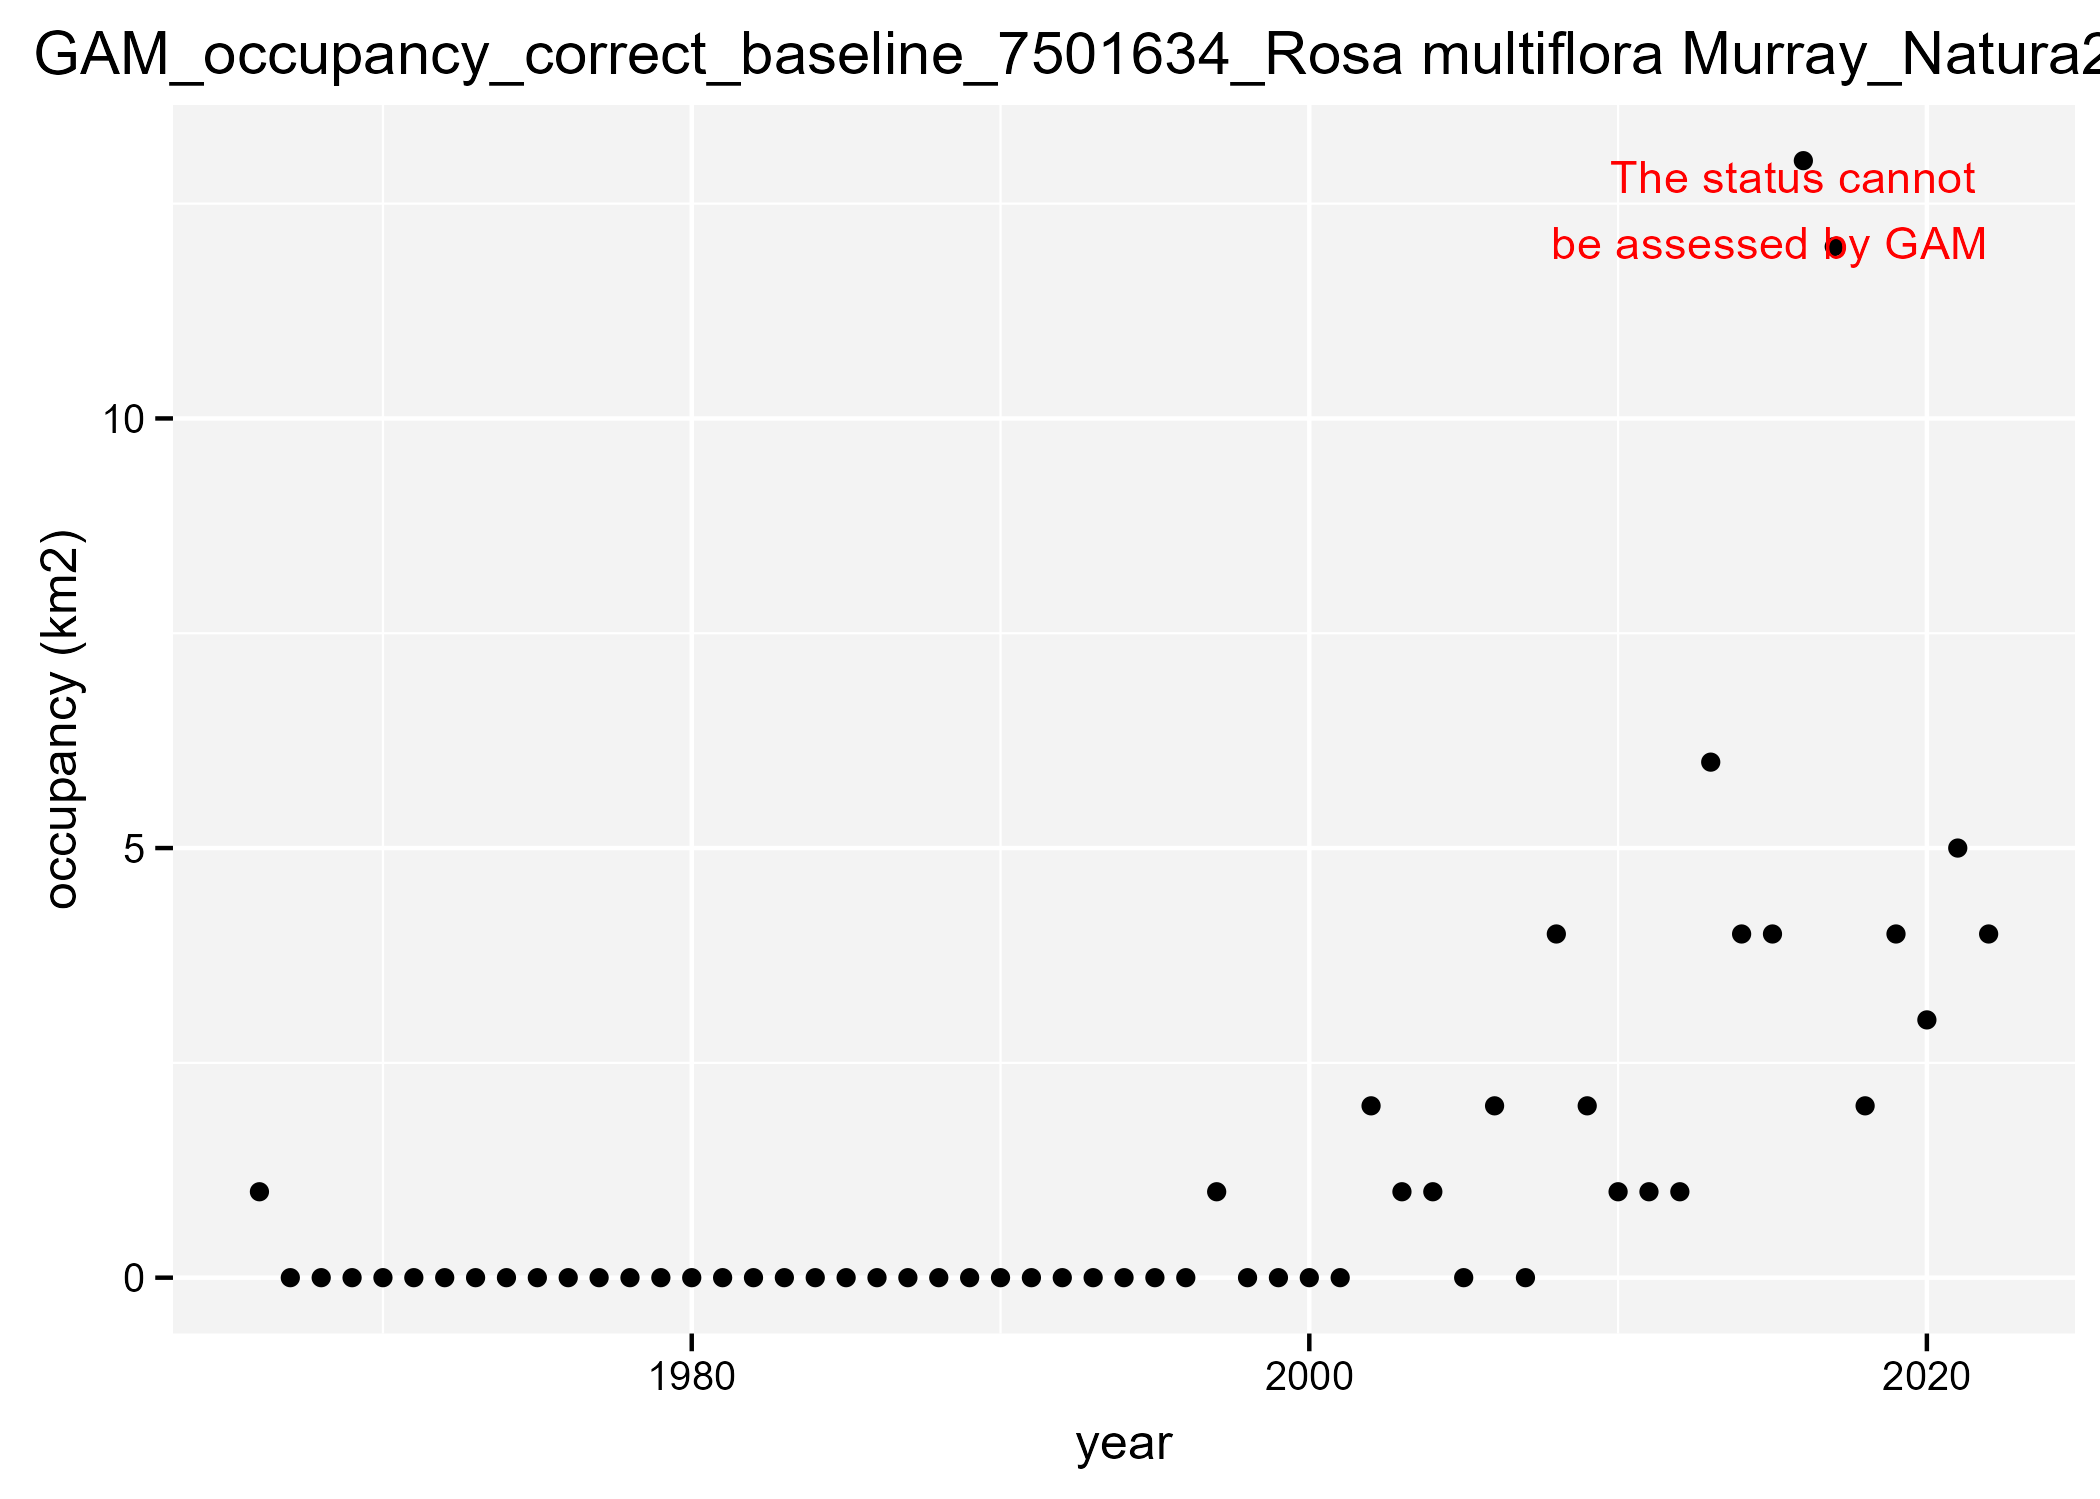 GAM_occupancy_correct_baseline_7501634_Rosa multiflora Murray_Natura2
The status cannot
be assessed by GAM
10
5
0
occupancy (km2)
1980 2000 2020
year